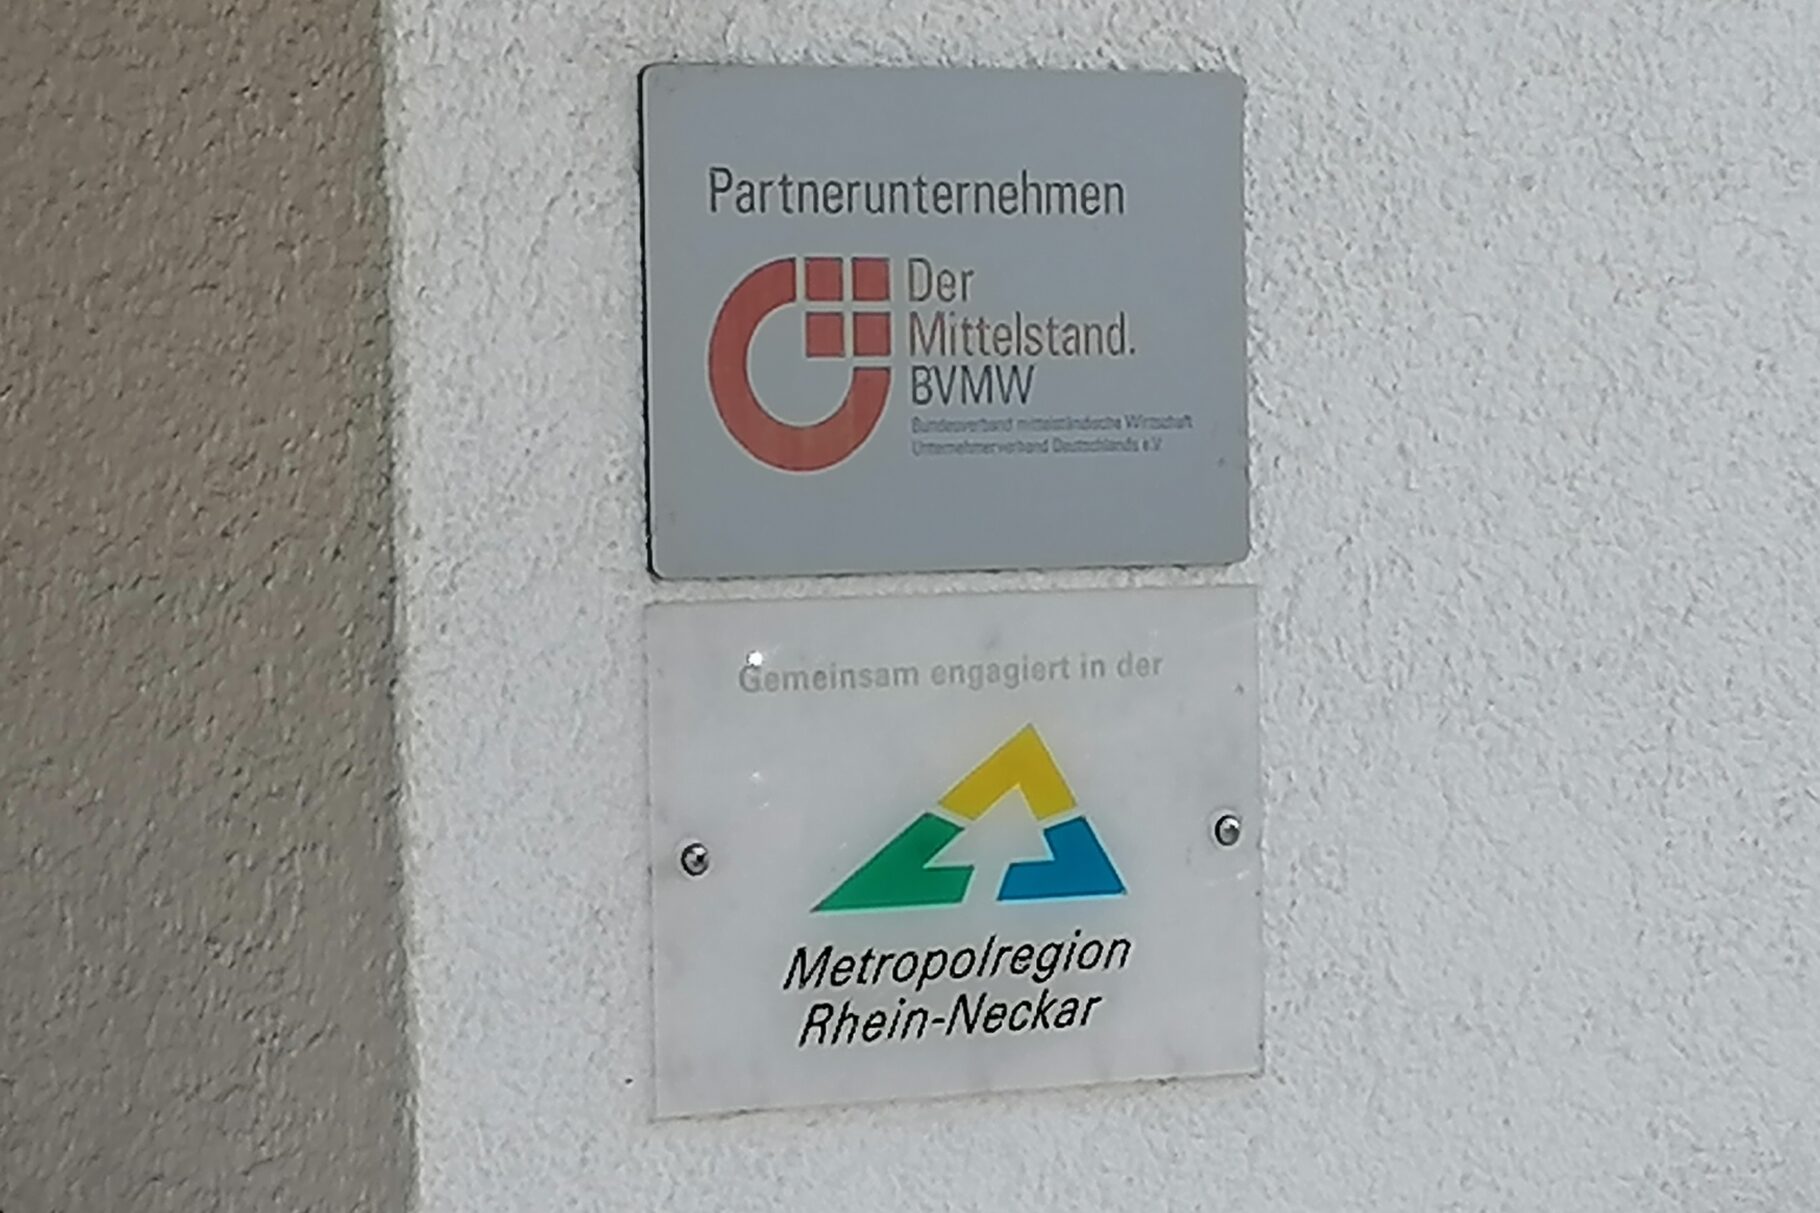 Partnerunternehmen
Der
Mittelstand.
BVMW
Bundesverband mittelständische Wirtschaft
Unternehmerverband Deutschlands e.V.
Gemeinsam engagiert in der
Metropolregion
Rhein-Neckar